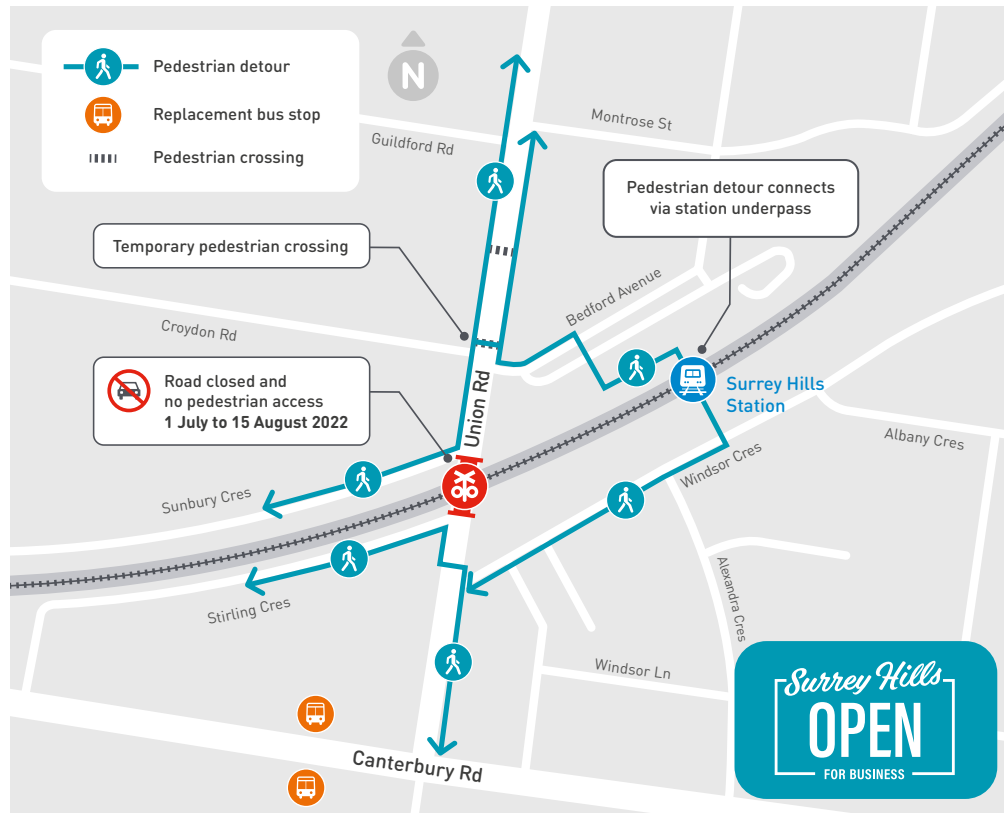 Pedestrian detour
Replacement bus stop
Pedestrian crossing
N
Guildford Rd
Montrose St
Pedestrian detour connects
via station underpass
Temporary pedestrian crossing
Bedford Avenue
Croydon Rd
Road closed and
no pedestrian access
1 July to 15 August 2022
Union Rd
Surrey Hills
Station
Albany Cres
Windsor Cres
Sunbury Cres
Stirling Cres
Alexandra Cres
Windsor Ln
Canterbury Rd
Surrey Hills
OPEN
FOR BUSINESS